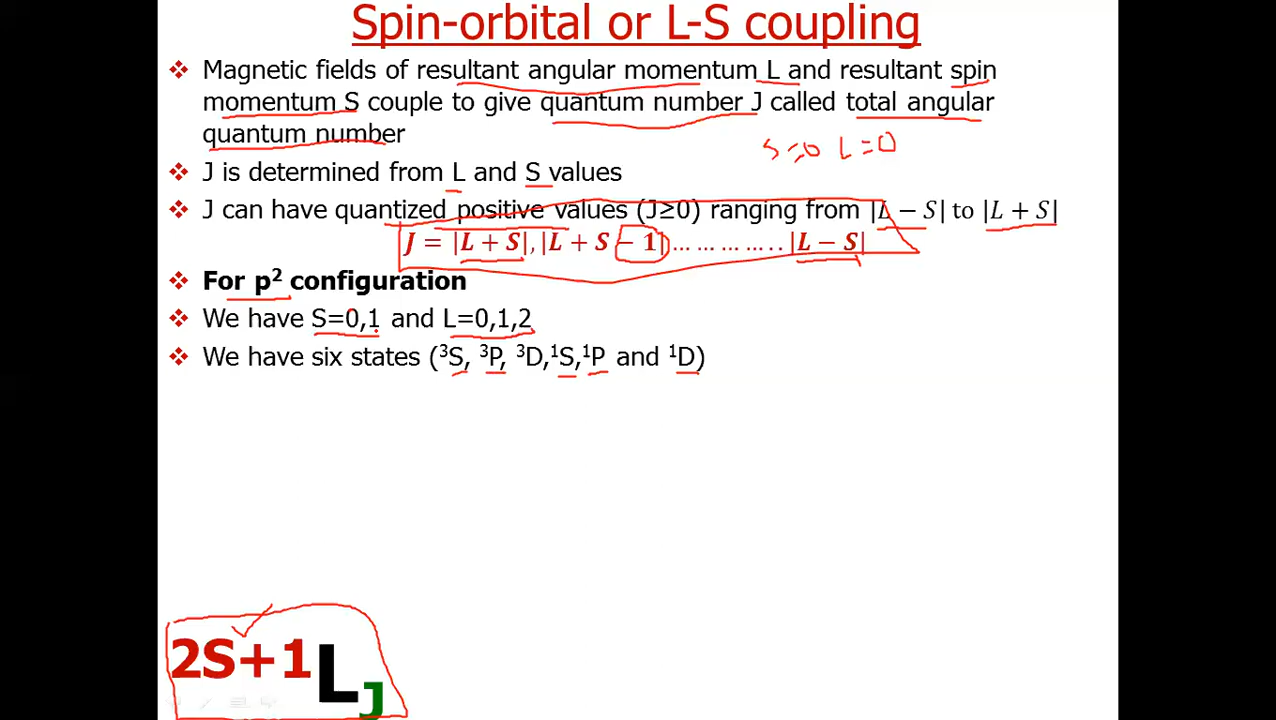 Spin-orbital or L-S coupling
❖ Magnetic fields of resultant angular momentum L and resultant spin
momentum S couple to give quantum number J called total angular
quantum number
S=0 L=0
❖ J is determined from L and S values
❖ J can have quantized positive values (J≥0) ranging from |L − S| to |L + S|
J = |L + S|, |L + S − 1| ... ... ... ... .. |L − S|
❖ For p² configuration
❖ We have S=0,1 and L=0,1,2
❖ We have six states (³S, ³P, ³D,¹S,¹P and ¹D)
2S+1LJ